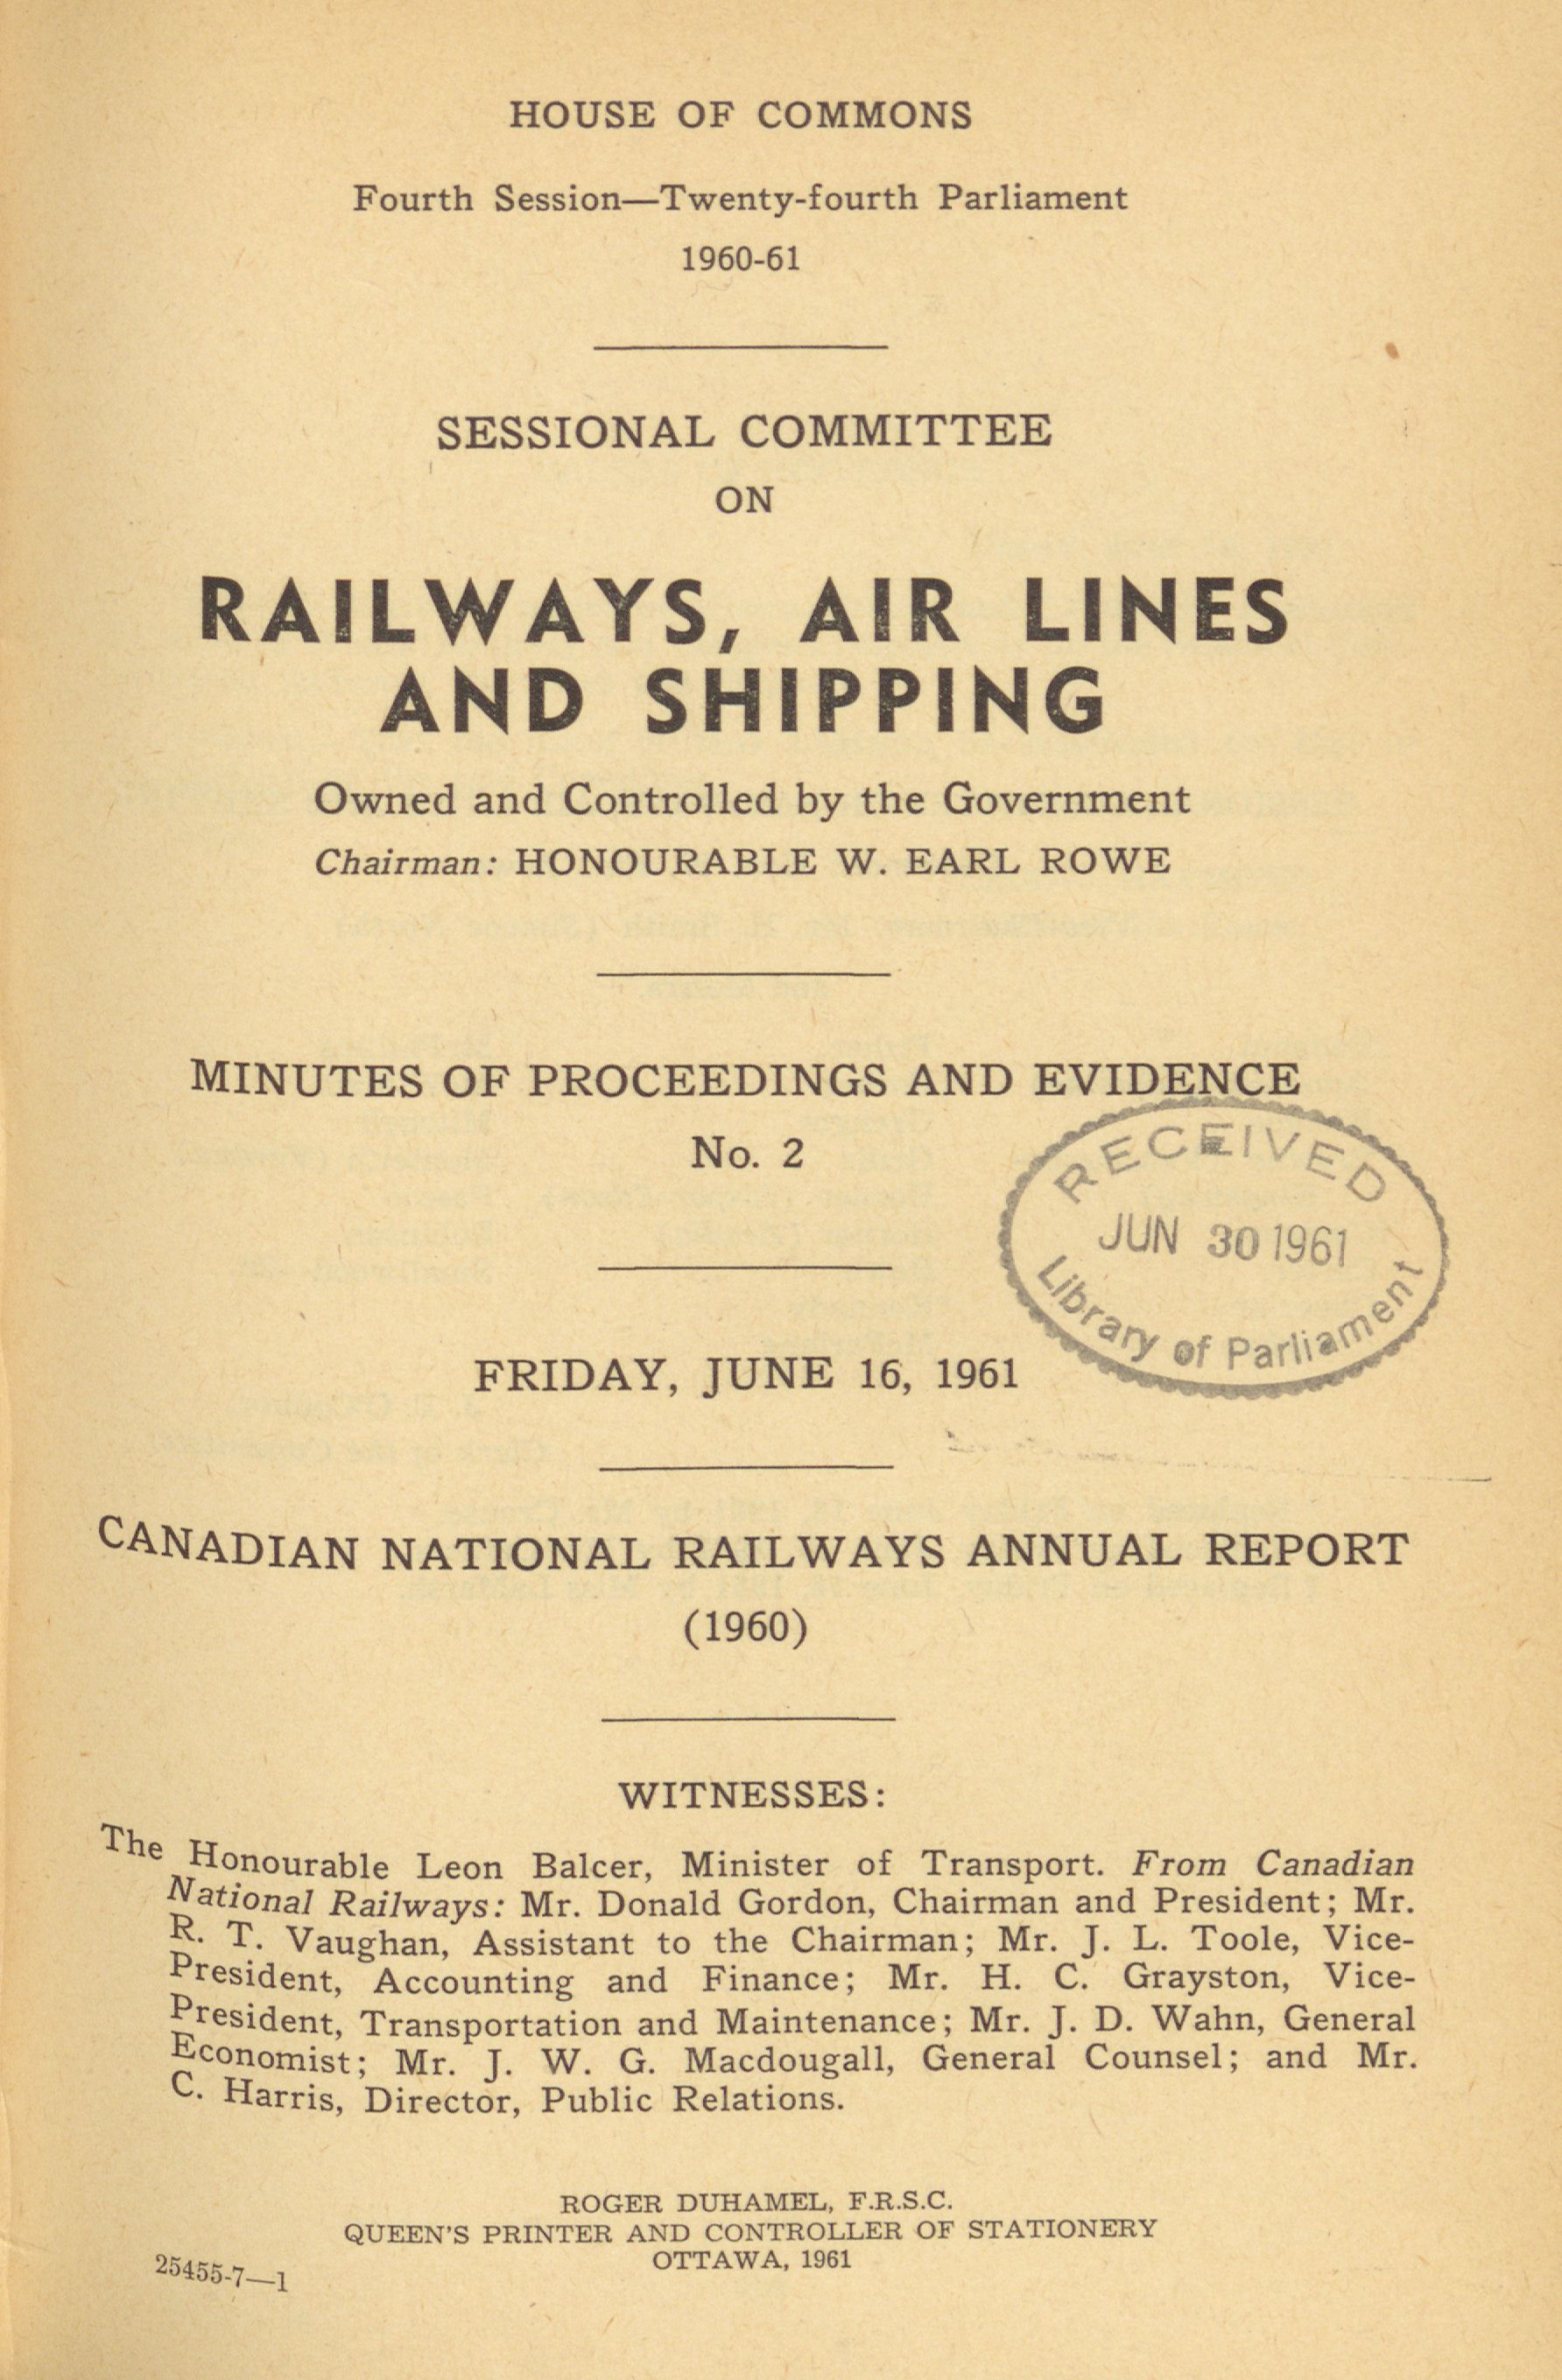 HOUSE OF COMMONS
Fourth Session—Twenty-fourth Parliament
1960-61
SESSIONAL COMMITTEE
ON
RAILWAYS, AIR LINES
AND SHIPPING
Owned and Controlled by the Government
Chairman: HONOURABLE W. EARL ROWE
MINUTES OF PROCEEDINGS AND EVIDENCE
No. 2
RECEIVED
JUN 30 1961
Library of Parliament
FRIDAY, JUNE 16, 1961
CANADIAN NATIONAL RAILWAYS ANNUAL REPORT
(1960)
WITNESSES:
The Honourable Leon Balcer, Minister of Transport. From Canadian
National Railways: Mr. Donald Gordon, Chairman and President; Mr.
R. T. Vaughan, Assistant to the Chairman; Mr. J. L. Toole, Vice-
President, Accounting and Finance; Mr. H. C. Grayston, Vice-
President, Transportation and Maintenance; Mr. J. D. Wahn, General
Economist; Mr. J. W. G. Macdougall, General Counsel; and Mr.
C. Harris, Director, Public Relations.
ROGER DUHAMEL, F.R.S.C.
QUEEN'S PRINTER AND CONTROLLER OF STATIONERY
OTTAWA, 1961
25455-7—1